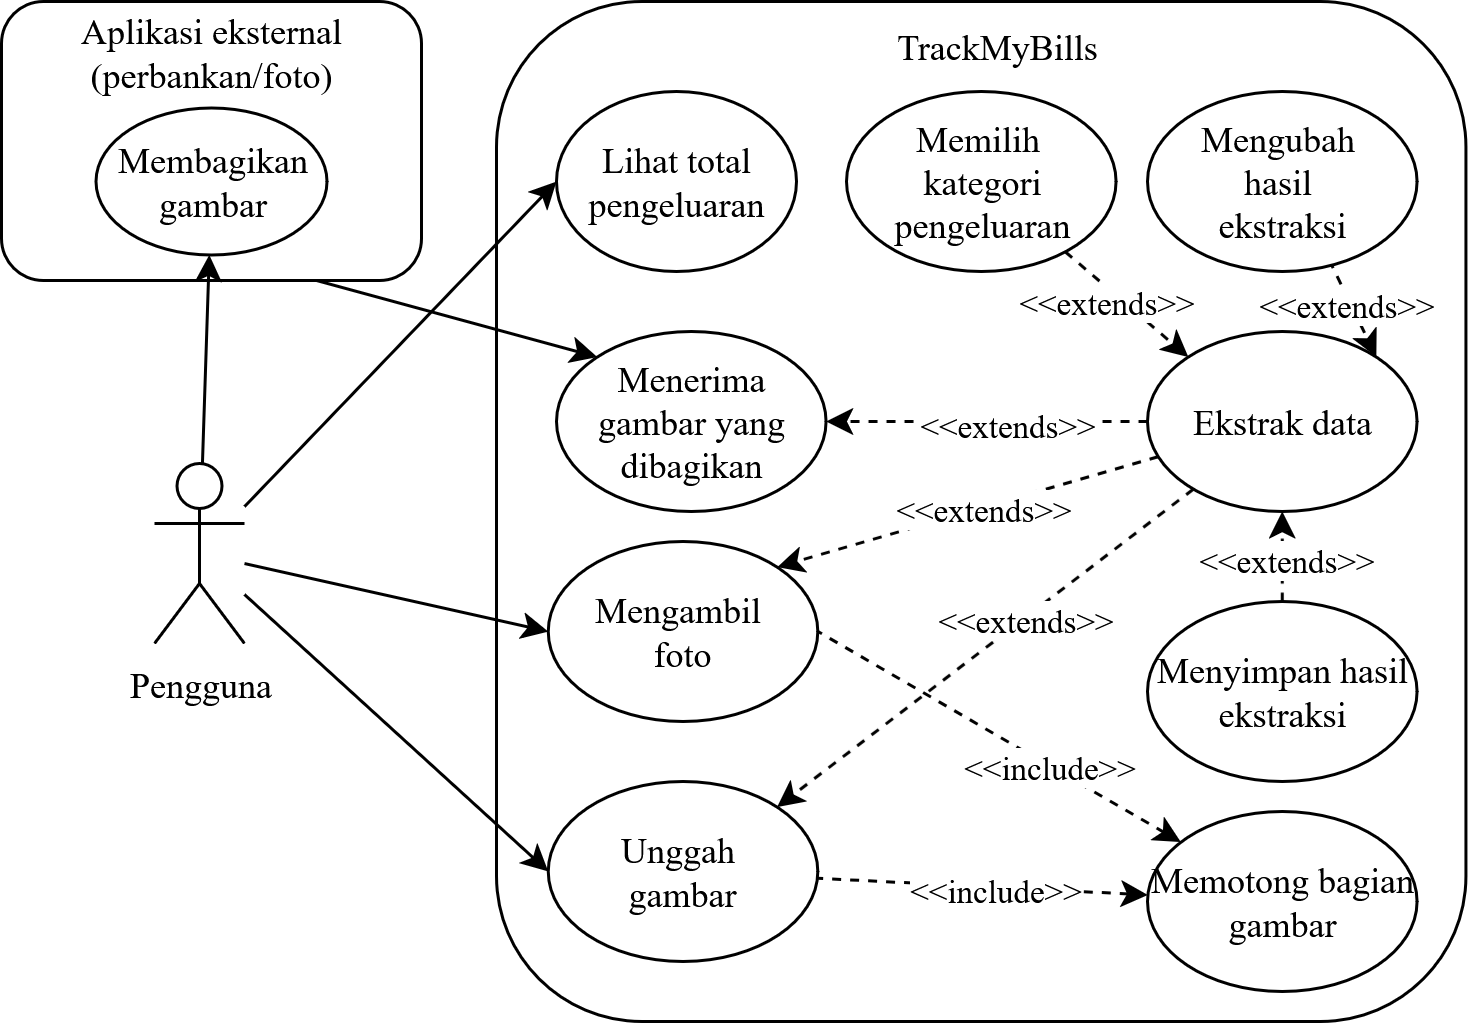 Aplikasi eksternal
(perbankan/foto)
Membagikan
gambar
TrackMyBills
Lihat total
pengeluaran
Memilih
kategori
pengeluaran
Mengubah
hasil
ekstraksi
<<extends>>
<<extends>>
Menerima
gambar yang
dibagikan
<<extends>>
Ekstrak data
<<extends>>
<<extends>>
Mengambil
foto
<<extends>>
Pengguna
Menyimpan hasil
ekstraksi
<<include>>
Unggah
gambar
<<include>>
Memotong bagian
gambar